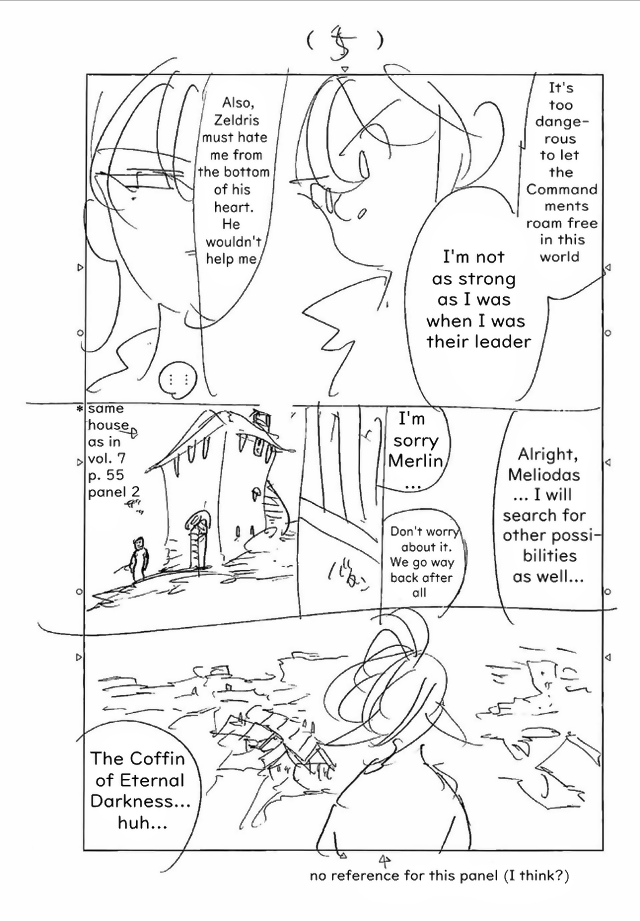 ( 5 )
It's
too
dange-
rous
to let
the
Command
ments
roam free
in this
world
I'm not
as strong
as I was
when I was
their leader
Also,
Zeldris
must hate
me from
the bottom
of his
heart.
He
wouldn't
help me
Alright,
Meliodas
... I will
search for
other possi-
bilities
as well...
I'm
sorry
Merlin
...
Don't worry
about it.
We go way
back after
all
* same
house
as in
vol. 7
p. 55
panel 2
The Coffin
of Eternal
Darkness...
huh...
no reference for this panel (I think?)